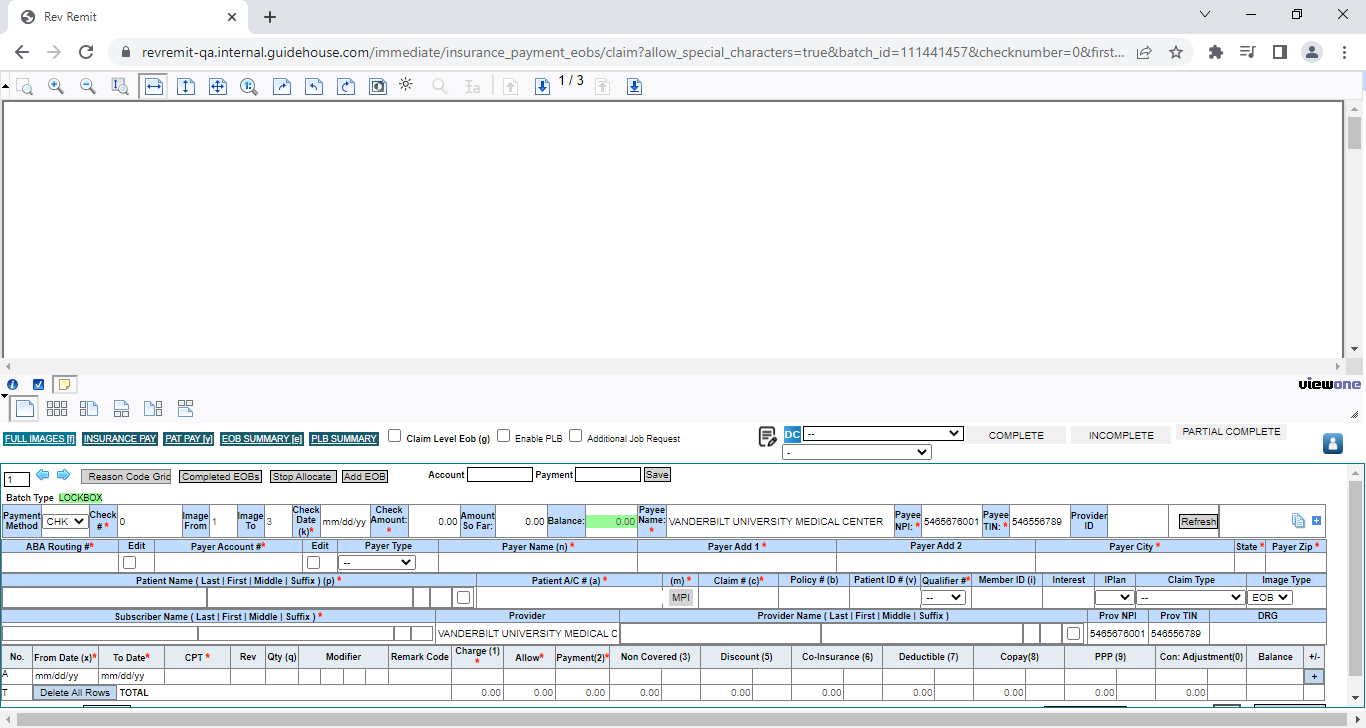 Rev Remit
revremit-qa.internal.guidehouse.com/immediate/insurance_payment_eobs/claim?allow_special_characters=true&batch_id=111441457&checknumber=0&first...
1 / 3
viewone
FULL IMAGES [f] INSURANCE PAY PAT PAY [y] EOB SUMMARY [e] PLB SUMMARY Claim Level Eob (g) Enable PLB Additional Job Request DC -- COMPLETE INCOMPLETE PARTIAL COMPLETE
-
1 Reason Code Grid Completed EOBs Stop Allocate Add EOB Account Payment Save
Batch Type LOCKBOX
Payment Method CHK Check #* 0 Image From 1 Image To 3 Check Date (k)* mm/dd/yy Check Amount: * 0.00 Amount So Far: 0.00 Balance: 0.00 Payee Name: * VANDERBILT UNIVERSITY MEDICAL CENTER Payee NPI: * 5465676001 Payee TIN: * 546556789 Provider ID Refresh
ABA Routing #* Edit Payer Account #* Edit Payer Type Payer Name (n) * Payer Add 1 * Payer Add 2 Payer City * State * Payer Zip *
--
Patient Name ( Last | First | Middle | Suffix ) (p) * Patient A/C # (a) * (m) * Claim # (c)* Policy # (b) Patient ID # (v) Qualifier #* Member ID (i) Interest IPlan Claim Type Image Type
MPI -- -- EOB
Subscriber Name ( Last | First | Middle | Suffix ) * Provider Provider Name ( Last | First | Middle | Suffix ) Prov NPI Prov TIN DRG
VANDERBILT UNIVERSITY MEDICAL C 5465676001 546556789
No. From Date (x)* To Date* CPT * Rev Qty (q) Modifier Remark Code Charge (1) * Allow* Payment(2)* Non Covered (3) Discount (5) Co-Insurance (6) Deductible (7) Copay(8) PPP (9) Con: Adjustment(0) Balance +/-
A mm/dd/yy mm/dd/yy +
T Delete All Rows TOTAL 0.00 0.00 0.00 0.00 0.00 0.00 0.00 0.00 0.00 0.00